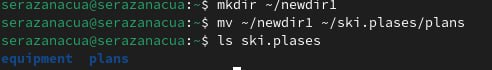 serazanacua@serazanacua:~$ mkdir ~/newdir1
serazanacua@serazanacua:~$ mv ~/newdir1 ~/ski.plases/plans
serazanacua@serazanacua:~$ ls ski.plases
equipment  plans